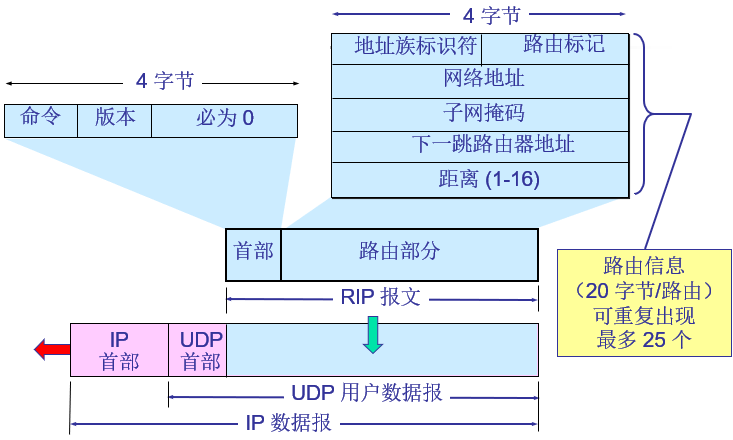 4 字节
地址族标识符 路由标记
网络地址
子网掩码
下一跳路由器地址
距离 (1-16)
4 字节
命令 版本 必为 0
首部 路由部分
RIP 报文
路由信息
（20 字节/路由）
可重复出现
最多 25 个
IP
首部
UDP
首部
UDP 用户数据报
IP 数据报